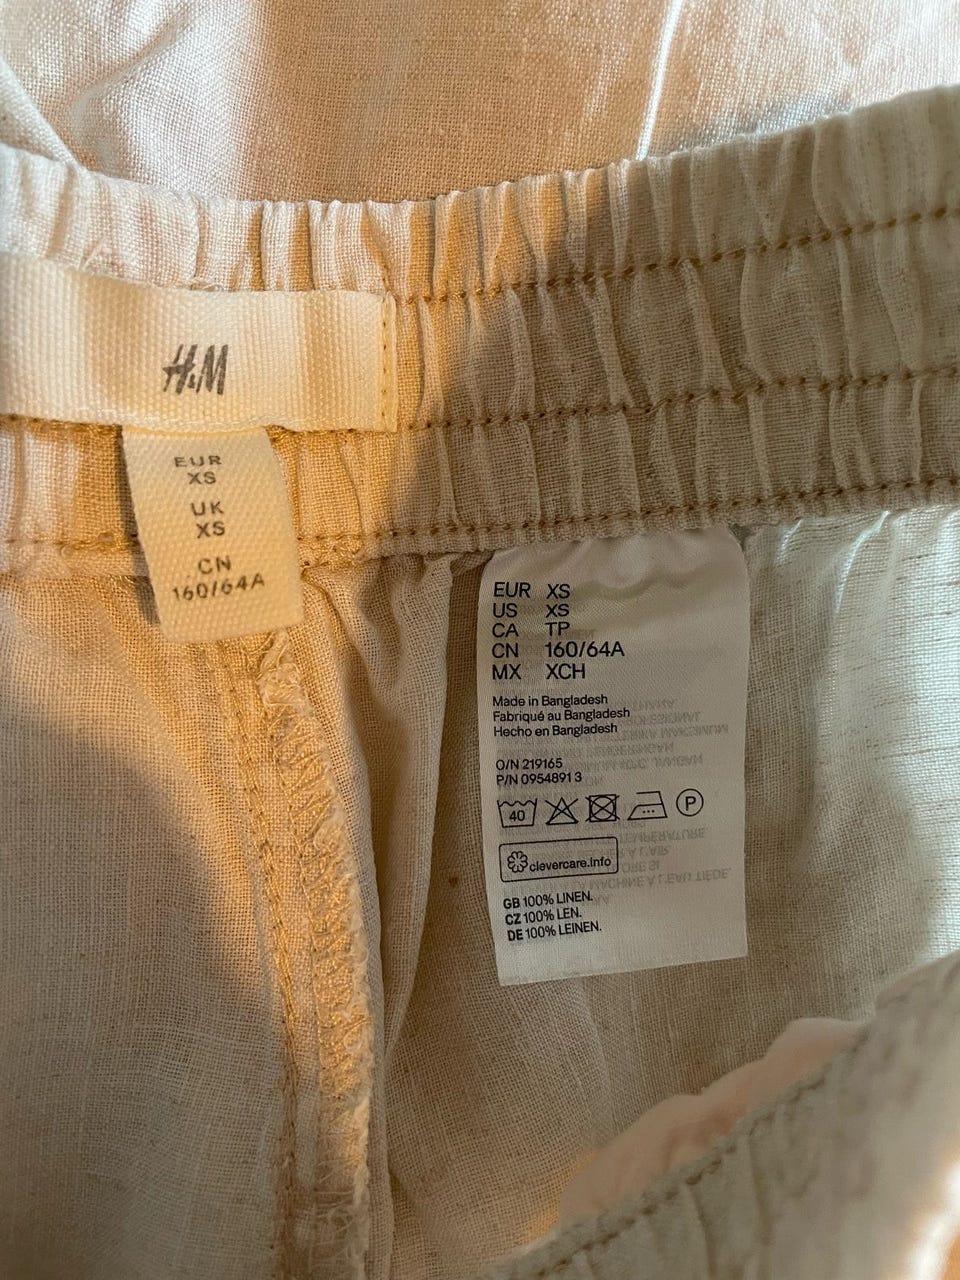 H&M
EUR
XS
UK
XS
CN
160/64A
EUR XS
US XS
CA TP
CN 160/64A
MX XCH
Made in Bangladesh
Fabriqué au Bangladesh
Hecho en Bangladesh
O/N 219165
P/N 0954891 3
40 P
clevercare.info
GB 100% LINEN.
CZ 100% LEN.
DE 100% LEINEN.